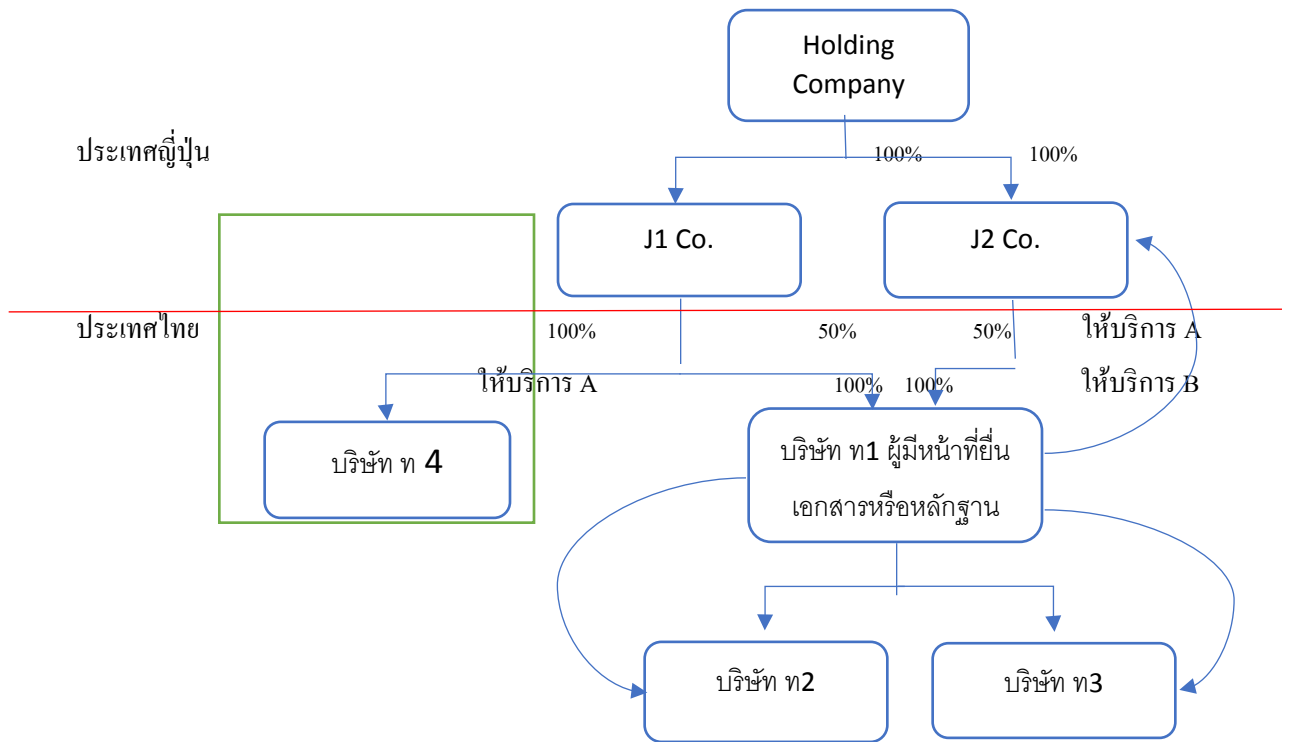 Holding
Company
ประเทศญี่ปุ่น
100% 100%
J1 Co. J2 Co.
ประเทศไทย 100% 50% 50% ให้บริการ A
ให้บริการ A 100% 100% ให้บริการ B
บริษัท ท 4
บริษัท ท1 ผู้มีหน้าที่ยื่น
เอกสารหรือหลักฐาน
บริษัท ท2 บริษัท ท3